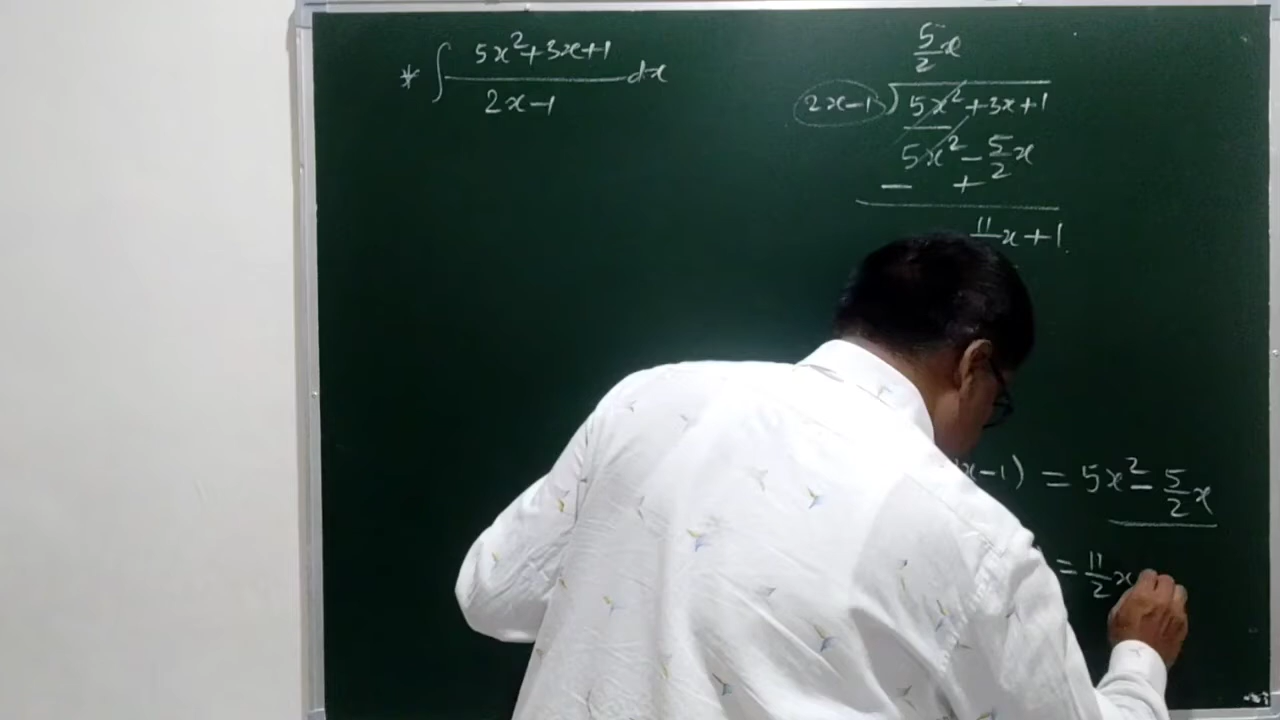 * ∫ (5x²+3x+1)/(2x-1) dx
5/2 x
2x-1 ) 5x²+3x+1
5x² - 5/2 x
- +
11 x+1
x-1) = 5x² - 5/2 x
= 11/2 x